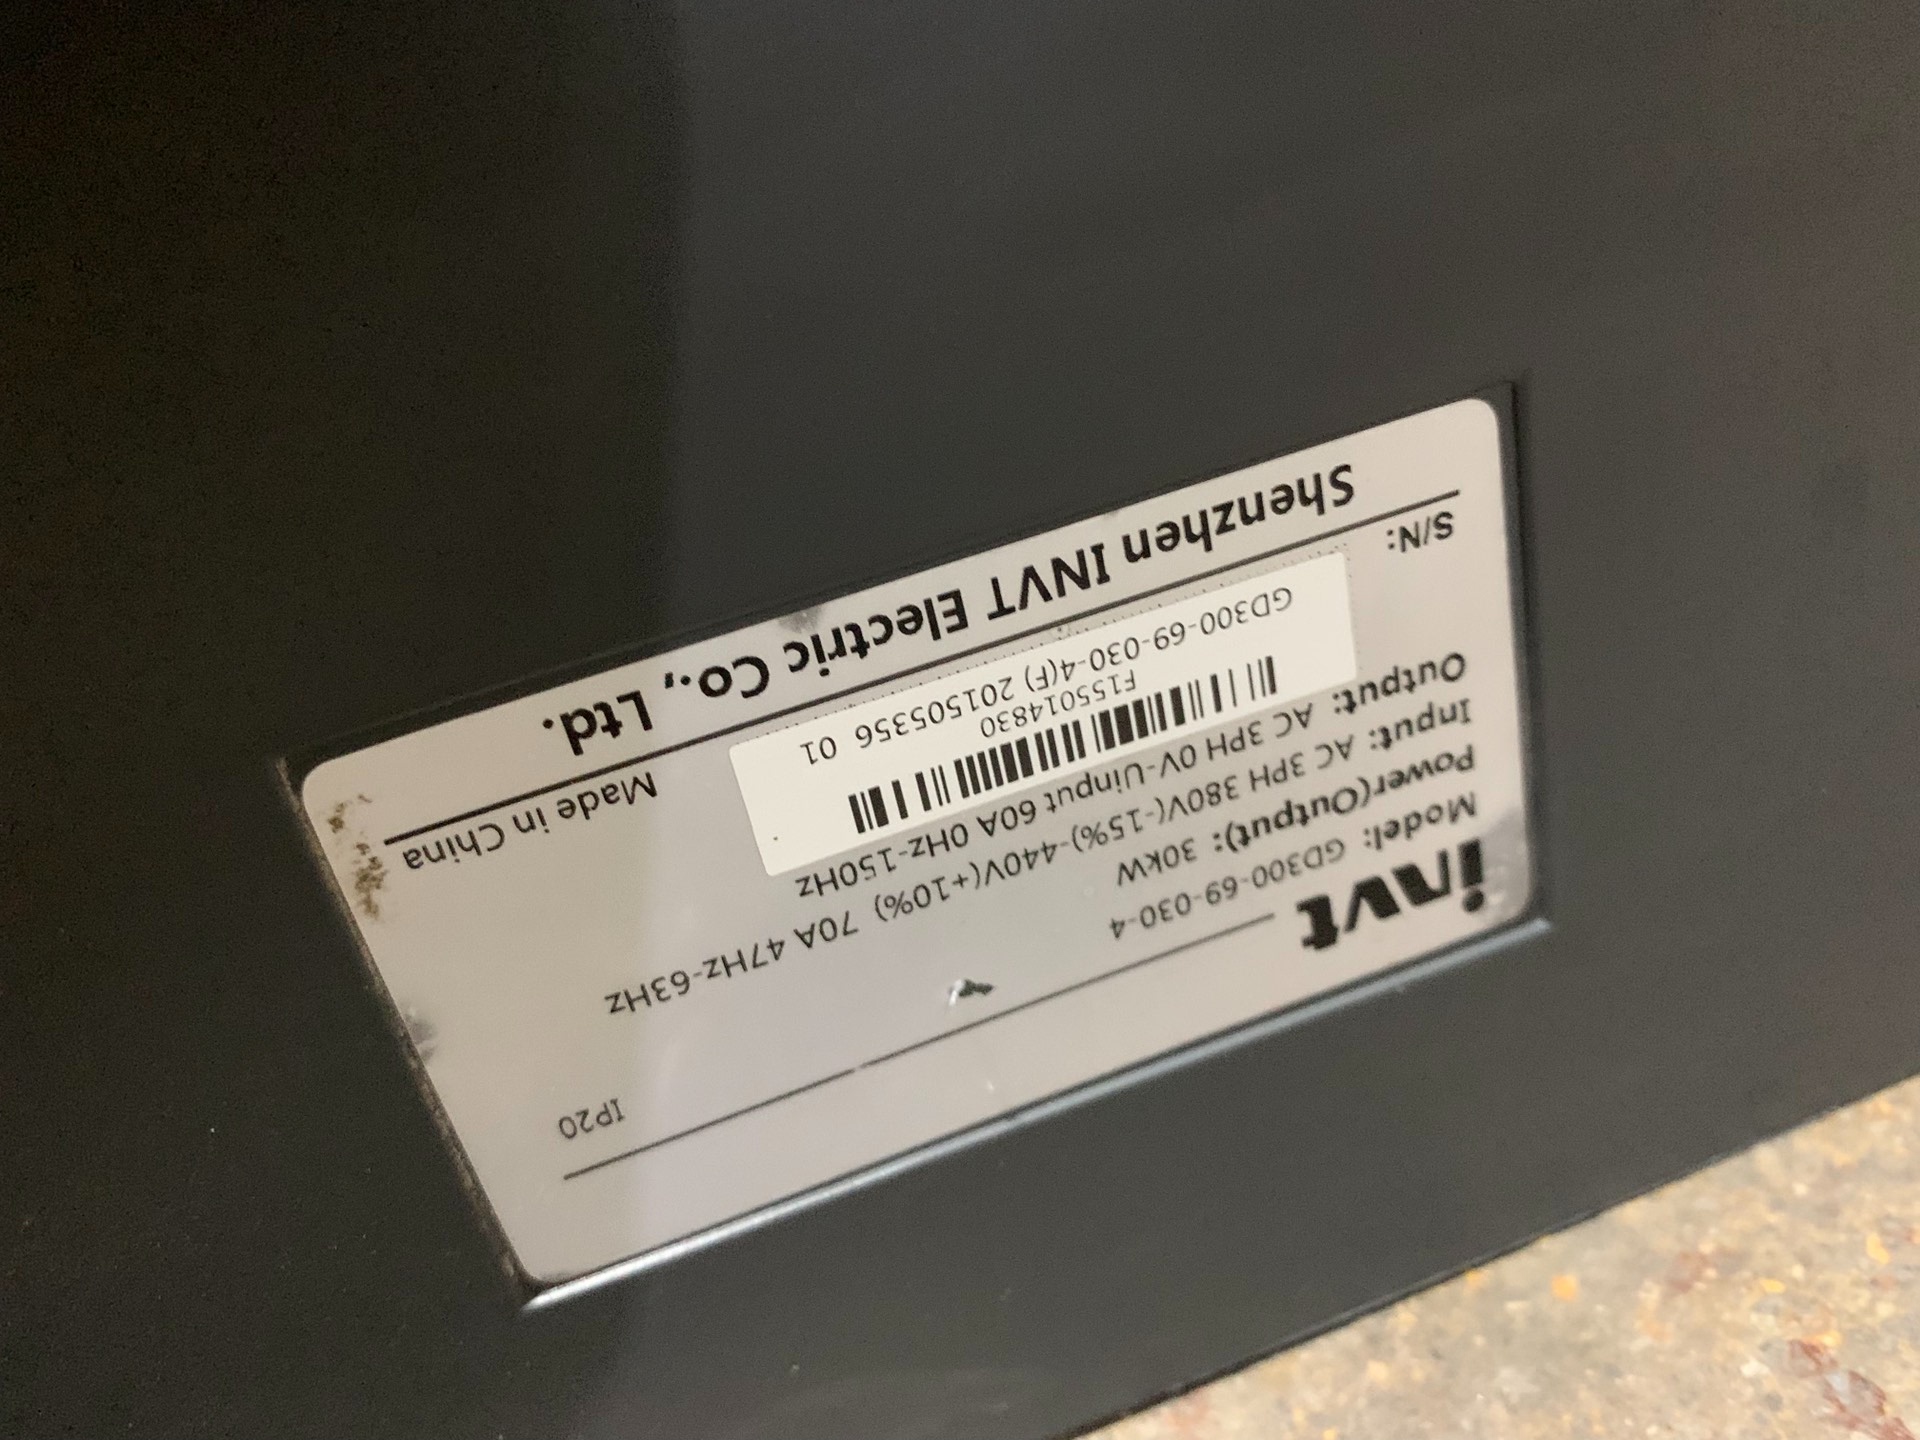 invt
IP20
Model: GD300-69-030-4
Power(Output): 30kW
Input: AC 3PH 380V(-15%)-440V(+10%) 70A 47Hz-63Hz
Output: AC 3PH 0V-Uinput 60A 0Hz-150Hz
F155014830
GD300-69-030-4(F) 201505356 01
S/N:
Made in China
Shenzhen INVT Electric Co., Ltd.